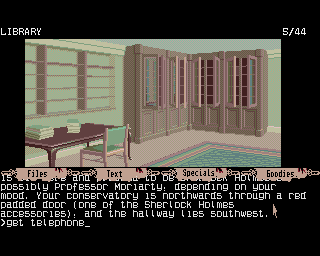 LIBRARY 5/44
Files Text Specials Goodies
possibly Professor Moriarty, depending on your
mood. Your conservatory is northwards through a red
padded door (one of the Sherlock Holmes
accessories); and the hallway lies southwest.
>get telephone_